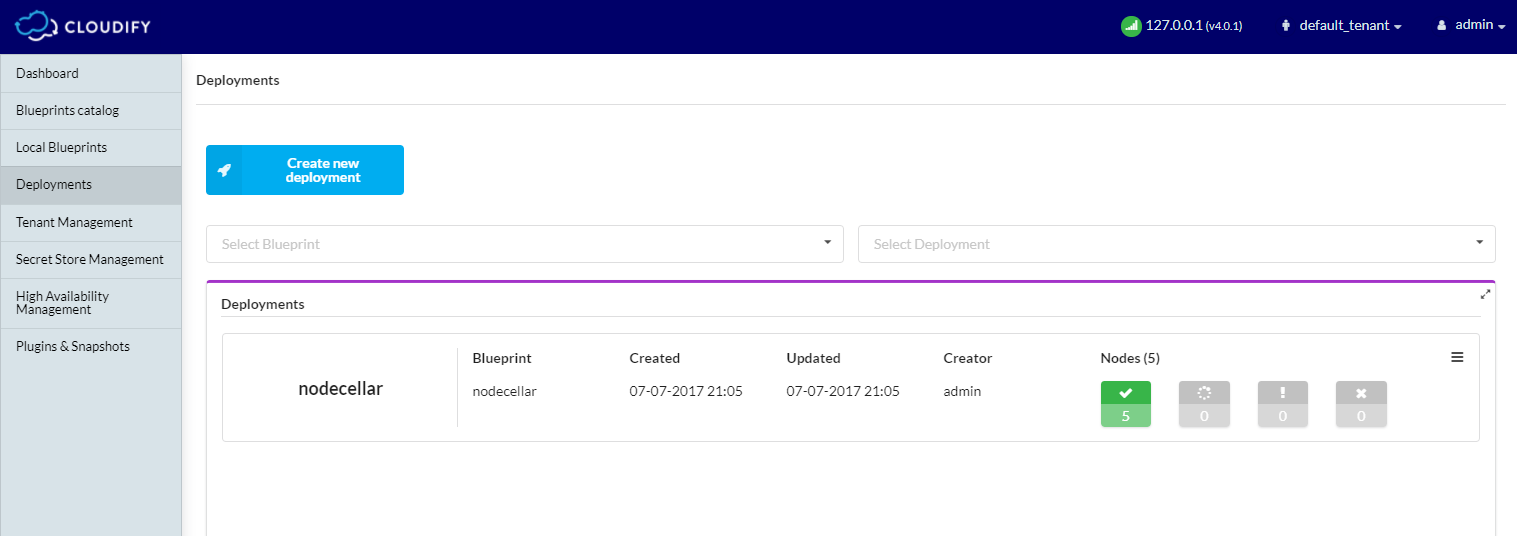 CLOUDIFY
127.0.0.1 (v4.0.1)
default_tenant
admin
Dashboard
Blueprints catalog
Local Blueprints
Deployments
Tenant Management
Secret Store Management
High Availability
Management
Plugins & Snapshots
Deployments
Create new
deployment
Select Blueprint
Select Deployment
Deployments
nodecellar
Blueprint
nodecellar
Created
07-07-2017 21:05
Updated
07-07-2017 21:05
Creator
admin
Nodes (5)
5
0
0
0